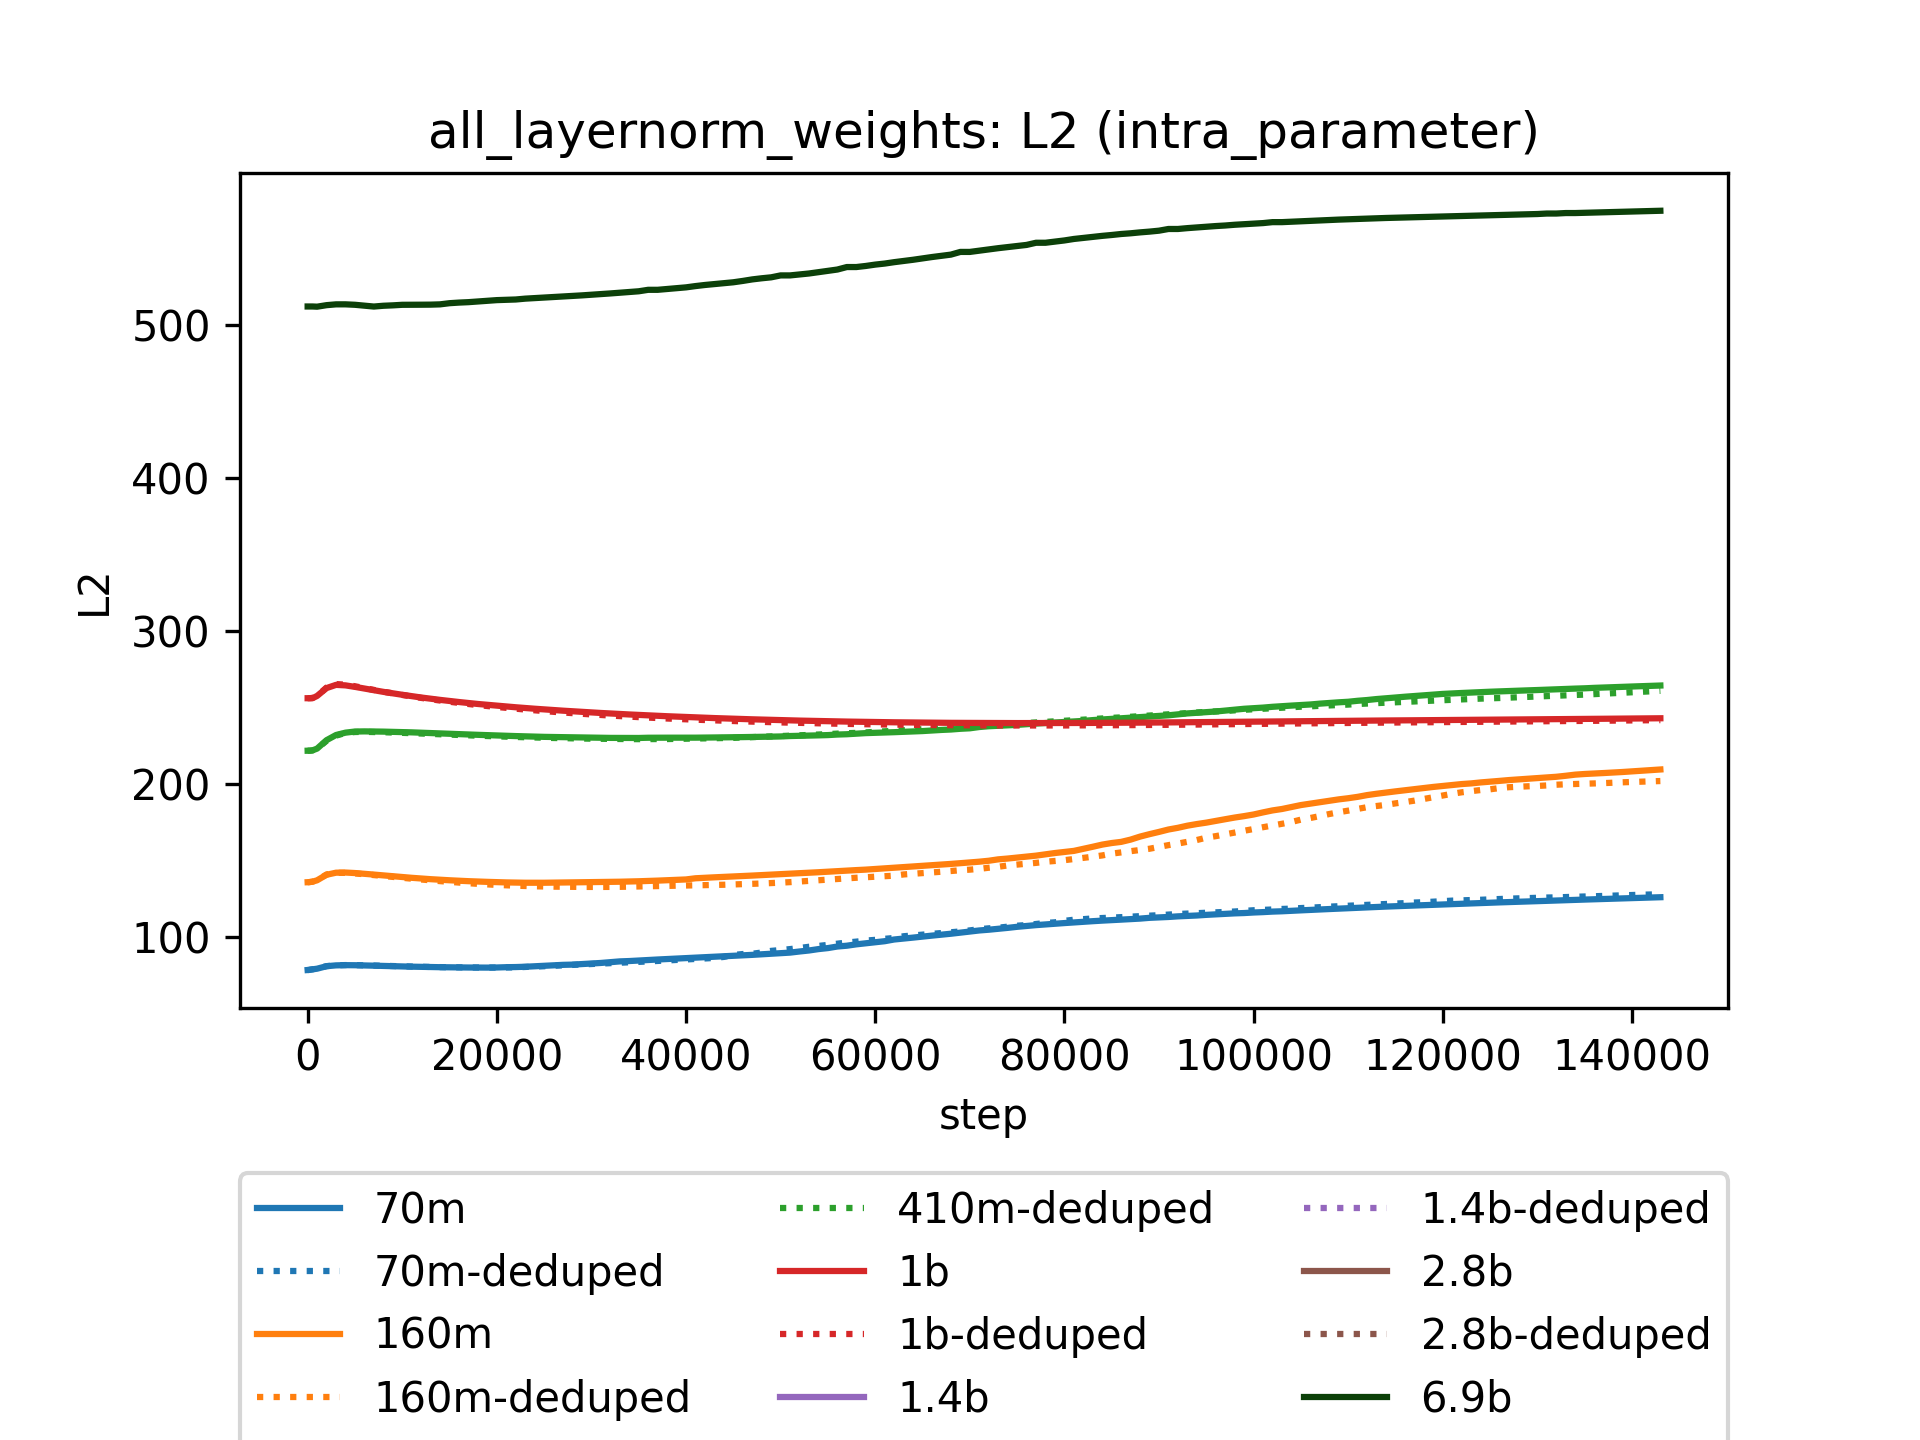 all_layernorm_weights: L2 (intra_parameter)
500
400
300
200
100
L2
0 20000 40000 60000 80000 100000 120000 140000
step
70m
70m-deduped
160m
160m-deduped
410m-deduped
1b
1b-deduped
1.4b
1.4b-deduped
2.8b
2.8b-deduped
6.9b